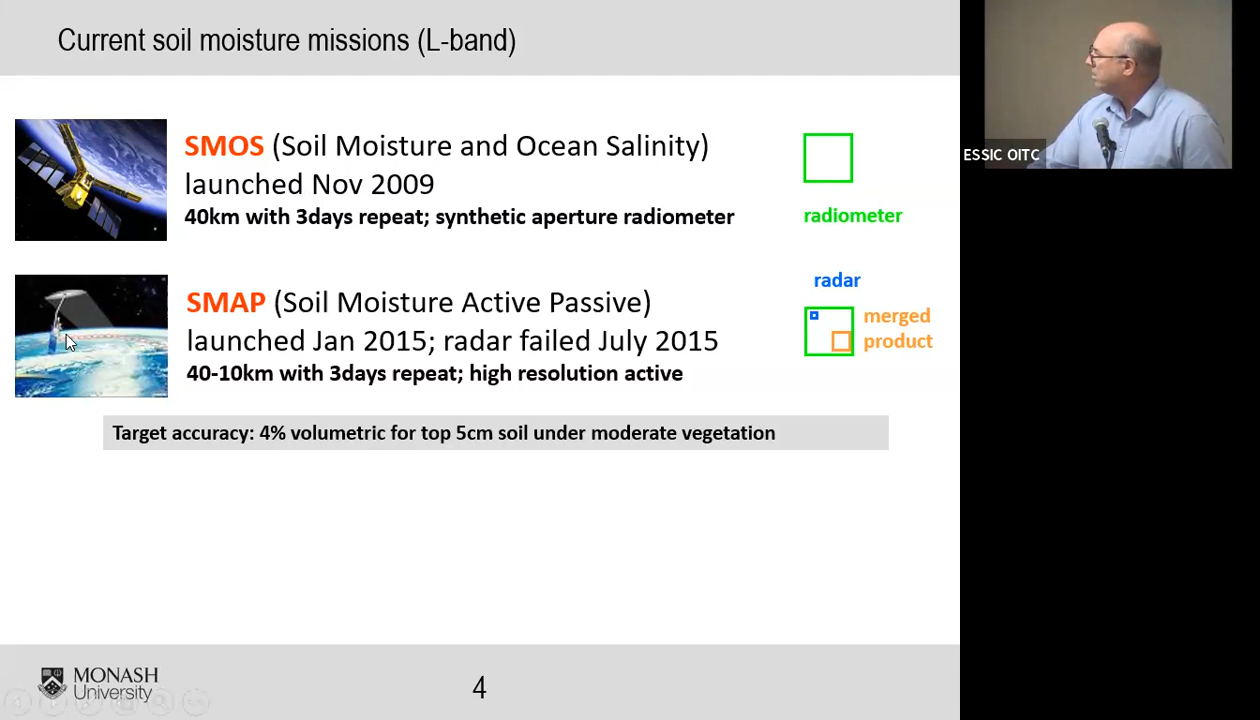 Current soil moisture missions (L-band)
SMOS (Soil Moisture and Ocean Salinity)
launched Nov 2009
40km with 3days repeat; synthetic aperture radiometer
radiometer
SMAP (Soil Moisture Active Passive)
launched Jan 2015; radar failed July 2015
40-10km with 3days repeat; high resolution active
radar
merged
product
Target accuracy: 4% volumetric for top 5cm soil under moderate vegetation
MONASH
University
4
ESSIC OITC